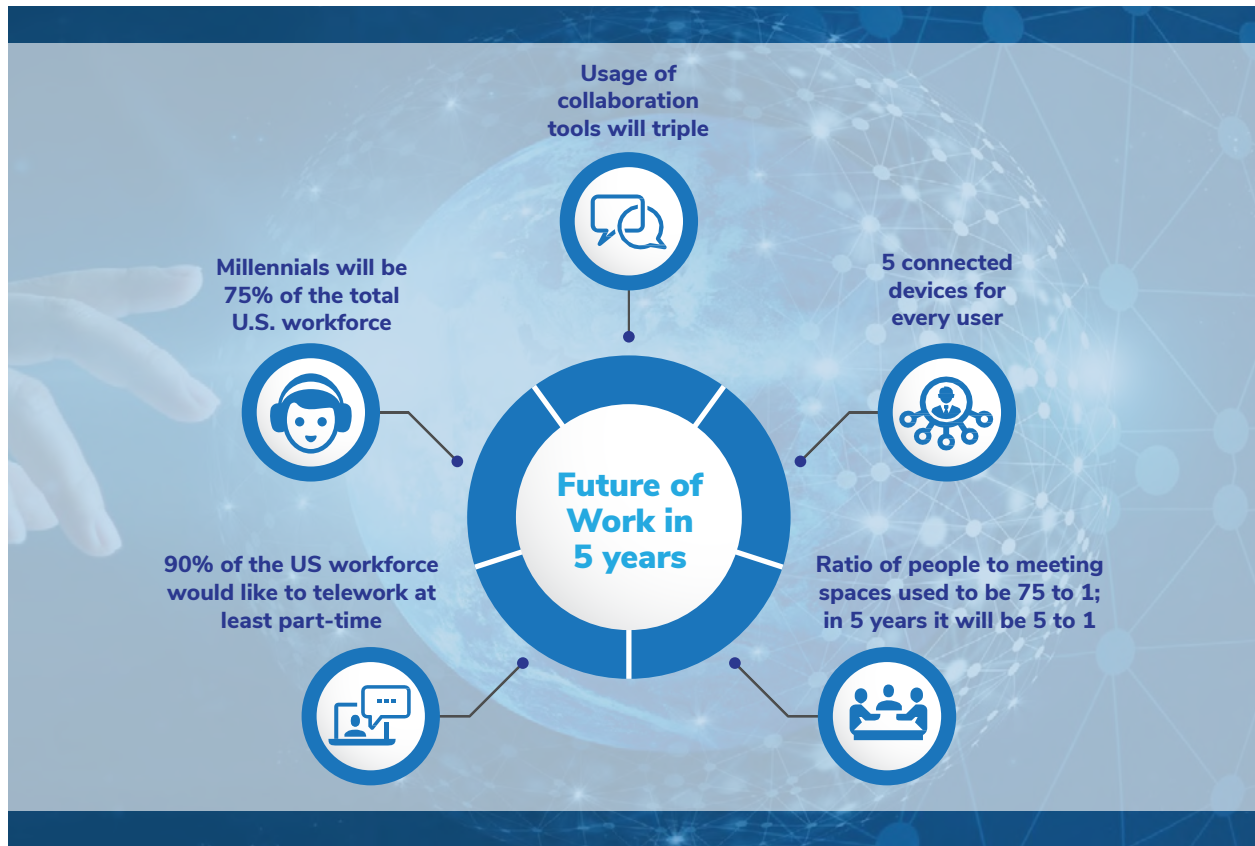 Usage of
collaboration
tools will triple
Millennials will be
75% of the total
U.S. workforce
5 connected
devices for
every user
Future of
Work in
5 years
90% of the US workforce
would like to telework at
least part-time
Ratio of people to meeting
spaces used to be 75 to 1;
in 5 years it will be 5 to 1